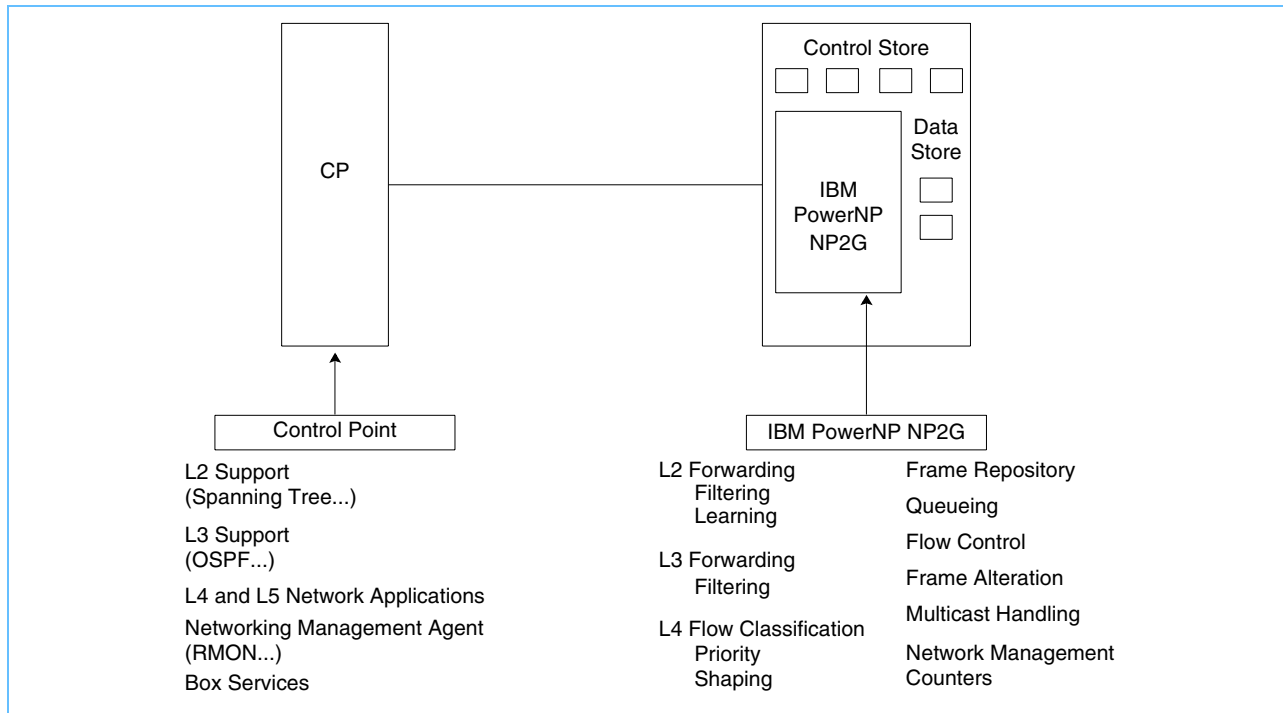 Control Store
Data
Store
CP
IBM
PowerNP
NP2G
Control Point
L2 Support
(Spanning Tree...)
L3 Support
(OSPF...)
L4 and L5 Network Applications
Networking Management Agent
(RMON...)
Box Services
IBM PowerNP NP2G
L2 Forwarding
Filtering
Learning
L3 Forwarding
Filtering
L4 Flow Classification
Priority
Shaping
Frame Repository
Queueing
Flow Control
Frame Alteration
Multicast Handling
Network Management
Counters